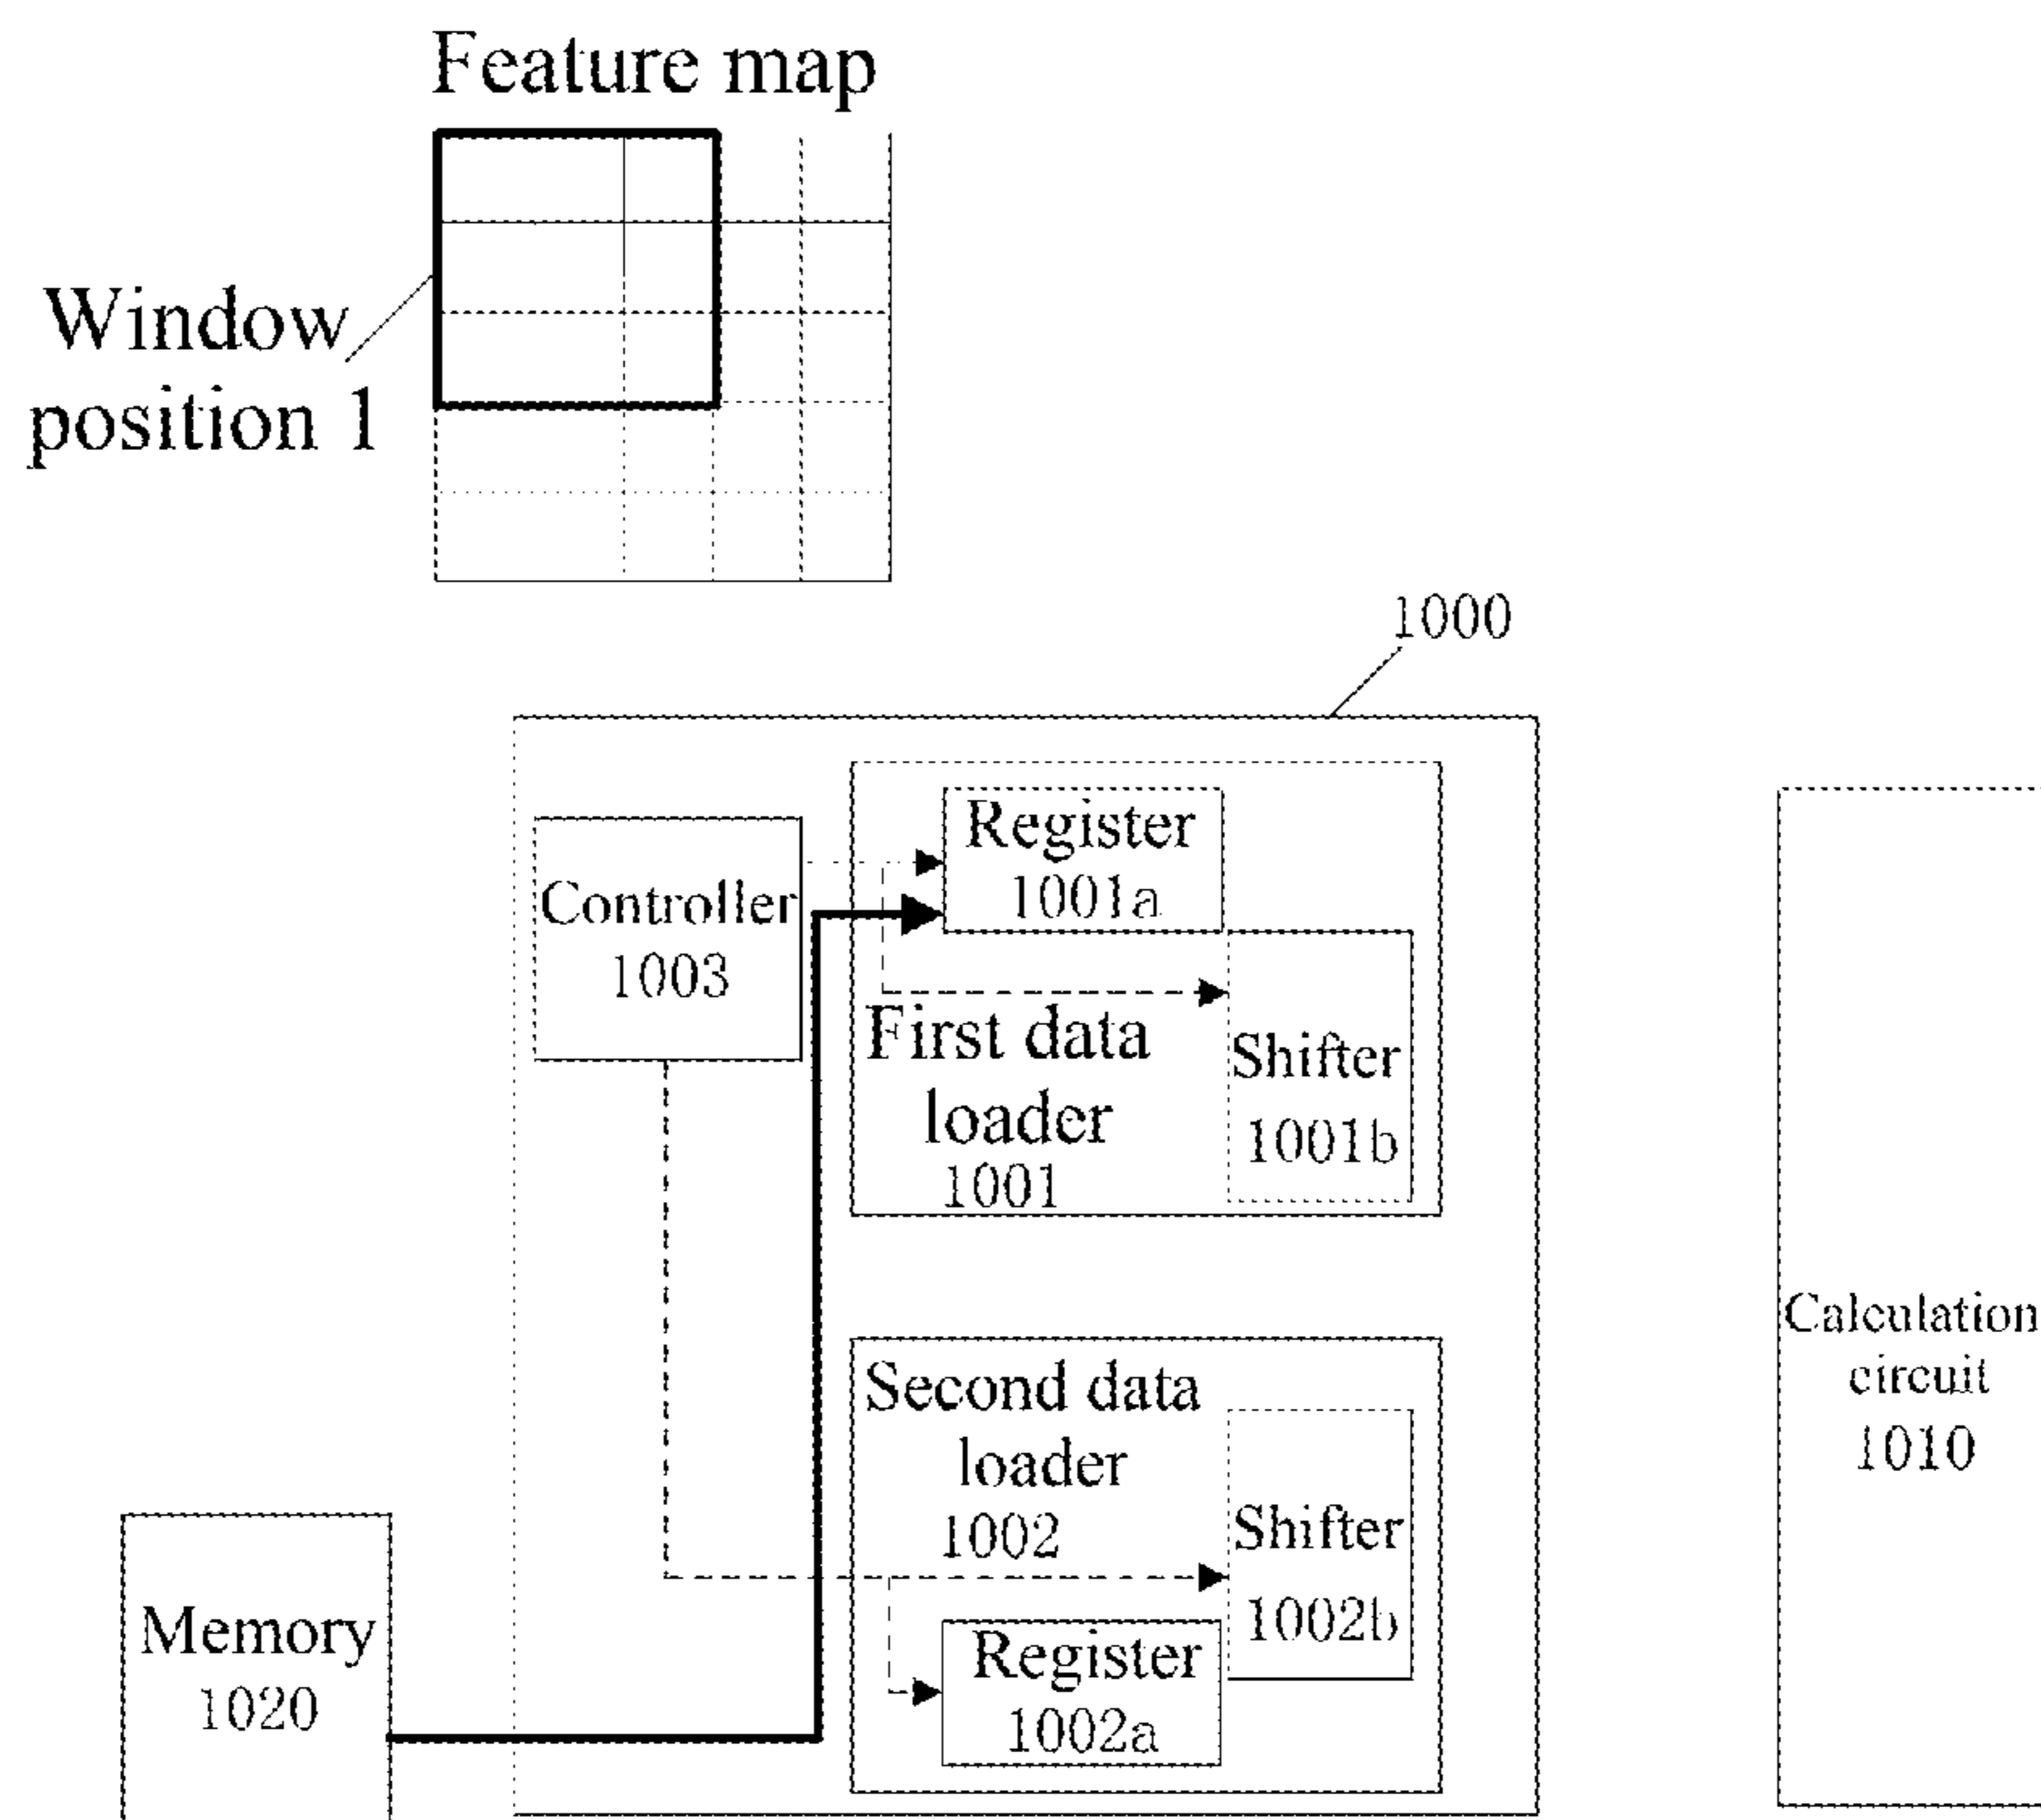 Feature map
Window
position 1
1000
Controller
1003
Register
1001a
First data
loader
1001
Shifter
1001b
Second data
loader
1002
Shifter
1002b
Register
1002a
Memory
1020
Calculation
circuit
1010